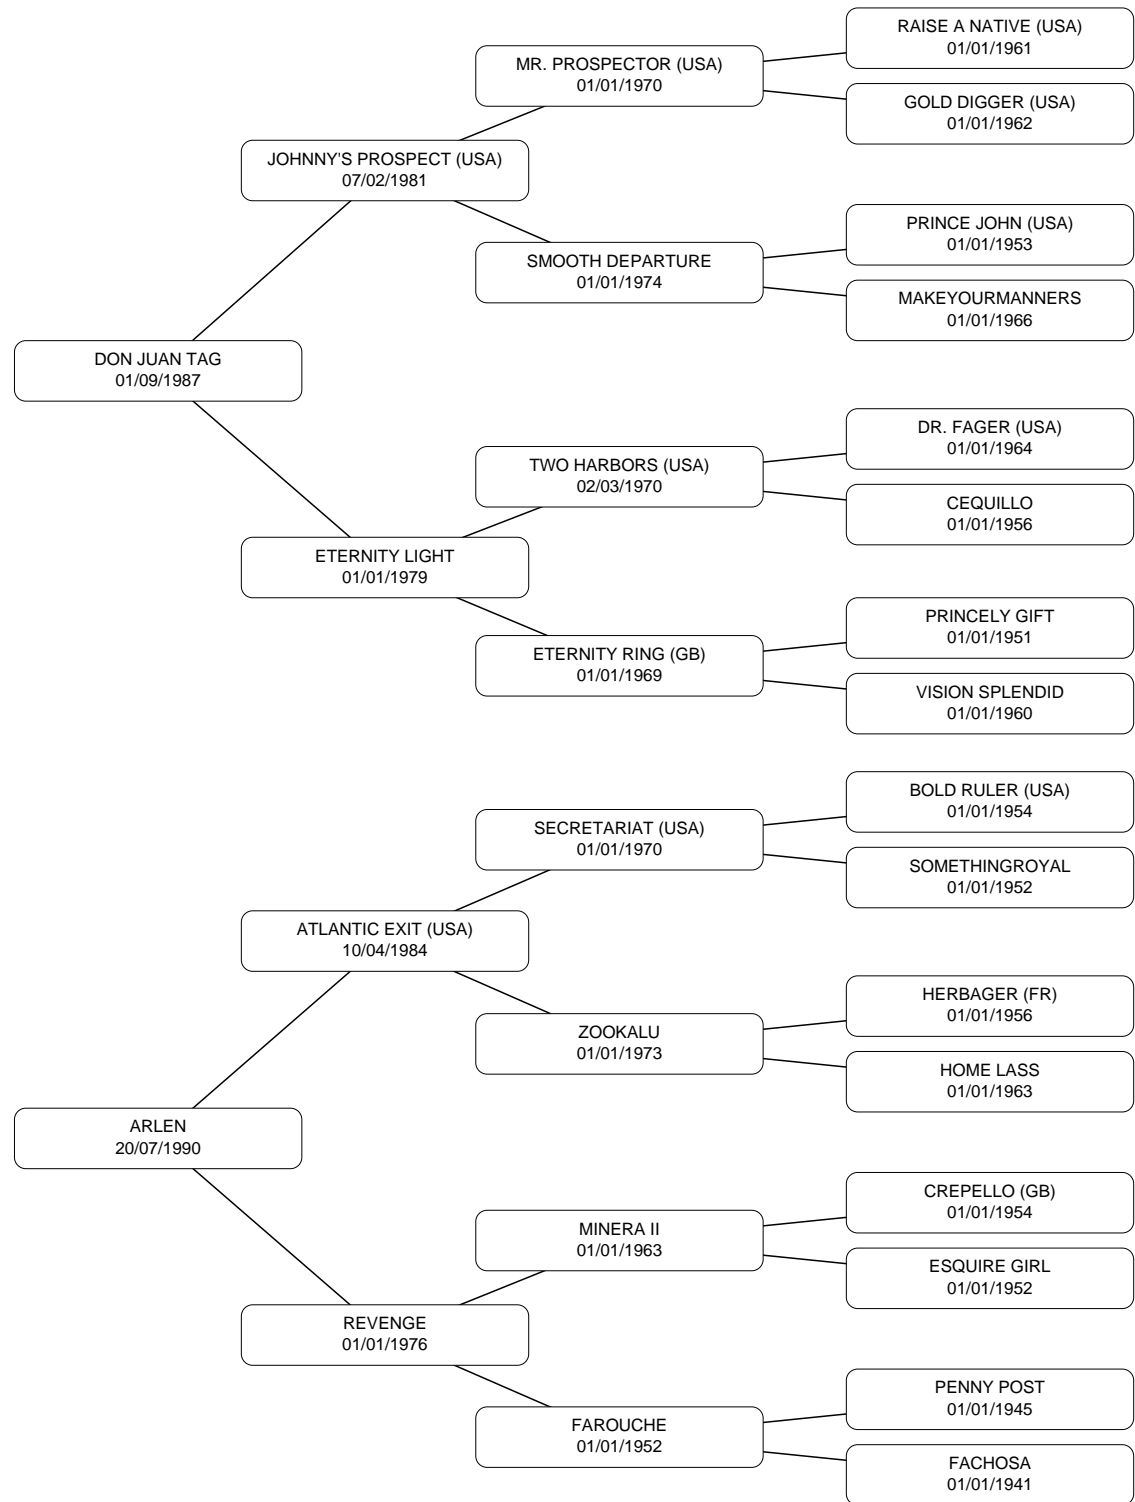 RAISE A NATIVE (USA)
01/01/1961
MR. PROSPECTOR (USA)
01/01/1970
GOLD DIGGER (USA)
01/01/1962
JOHNNY'S PROSPECT (USA)
07/02/1981
PRINCE JOHN (USA)
01/01/1953
SMOOTH DEPARTURE
01/01/1974
MAKEYOURMANNERS
01/01/1966
DON JUAN TAG
01/09/1987
DR. FAGER (USA)
01/01/1964
TWO HARBORS (USA)
02/03/1970
CEQUILLO
01/01/1956
ETERNITY LIGHT
01/01/1979
PRINCELY GIFT
01/01/1951
ETERNITY RING (GB)
01/01/1969
VISION SPLENDID
01/01/1960
BOLD RULER (USA)
01/01/1954
SECRETARIAT (USA)
01/01/1970
SOMETHINGROYAL
01/01/1952
ATLANTIC EXIT (USA)
10/04/1984
HERBAGER (FR)
01/01/1956
ZOOKALU
01/01/1973
HOME LASS
01/01/1963
ARLEN
20/07/1990
CREPELLO (GB)
01/01/1954
MINERA II
01/01/1963
ESQUIRE GIRL
01/01/1952
REVENGE
01/01/1976
PENNY POST
01/01/1945
FAROUCHE
01/01/1952
FACHOSA
01/01/1941